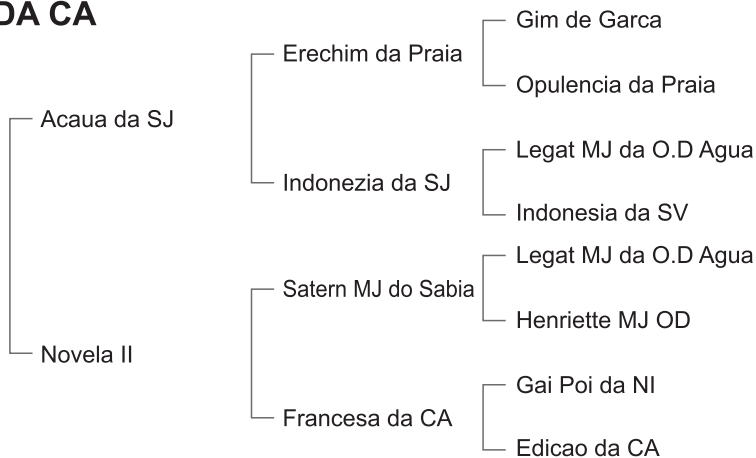 DA CA
Gim de Garca
Erechim da Praia
Opulencia da Praia
Acaua da SJ
Legat MJ da O.D Agua
Indonezia da SJ
Indonesia da SV
Legat MJ da O.D Agua
Satern MJ do Sabia
Henriette MJ OD
Novela II
Gai Poi da NI
Francesa da CA
Edicao da CA